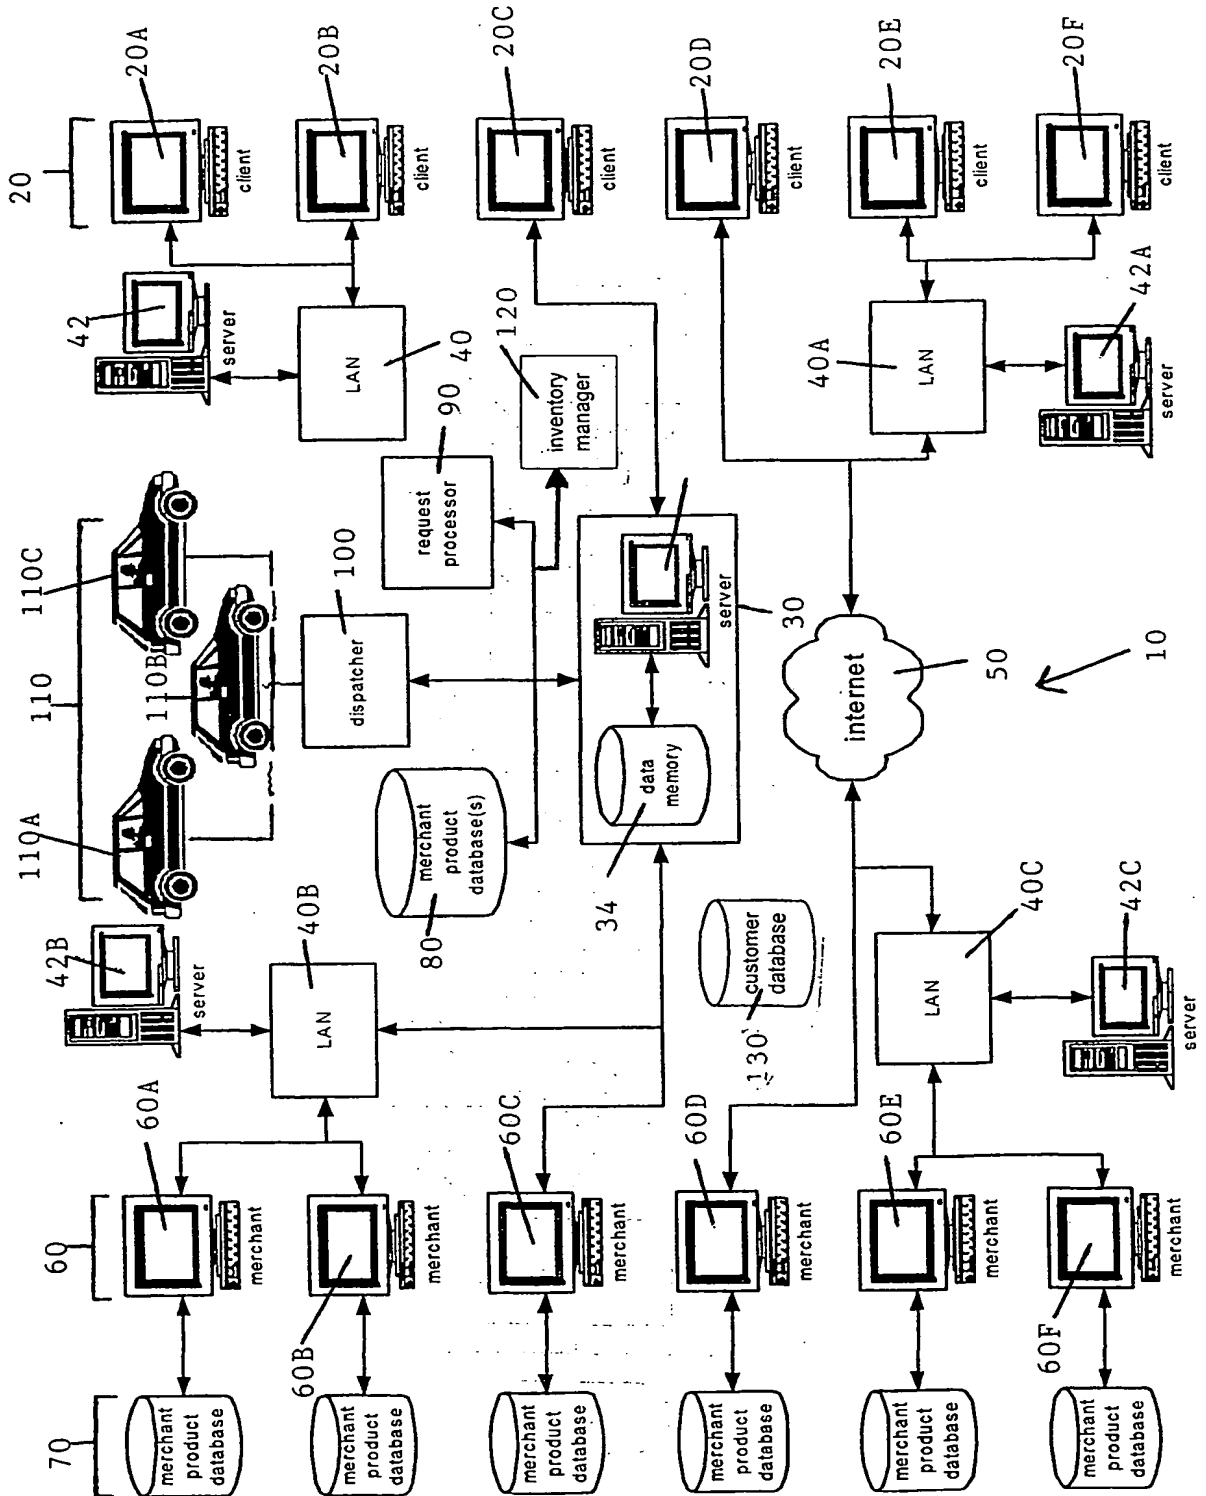 70
60
110
20
110A
110B
110C
42B
server
42
server
merchant
product
database
60A
merchant
LAN
40B
dispatcher
100
LAN
40
20A
client
merchant
product
database
60B
merchant
80
merchant
product
database(s)
request
processor
90
20B
client
merchant
product
database
60C
merchant
inventory
manager
120
20C
client
34
data
memory
server
30
merchant
product
database
60D
merchant
130
customer
database
20D
client
internet
50
merchant
product
database
60E
merchant
LAN
40C
LAN
40A
20E
client
merchant
product
database
60F
merchant
42C
server
10
42A
server
20F
client